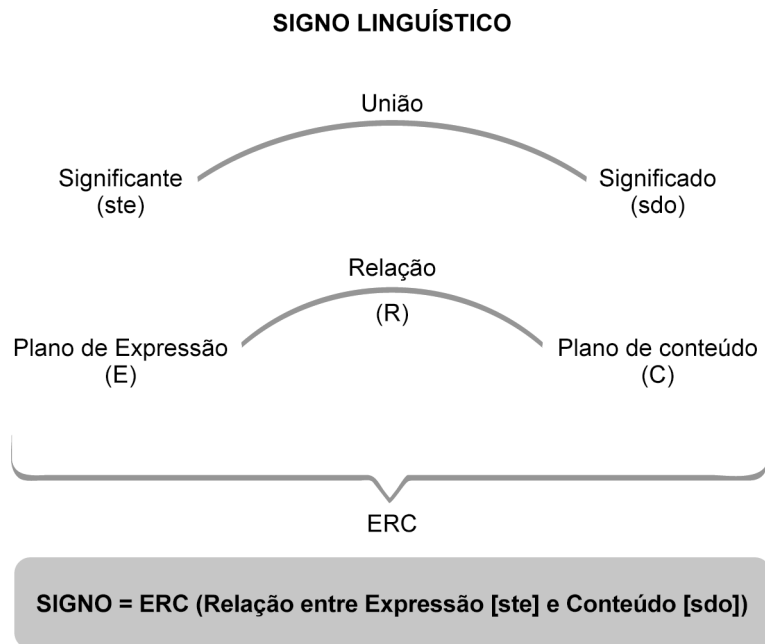 SIGNO LINGUÍSTICO
União
Significante
(ste)
Significado
(sdo)
Relação
(R)
Plano de Expressão
(E)
Plano de conteúdo
(C)
ERC
SIGNO = ERC (Relação entre Expressão [ste] e Conteúdo [sdo])